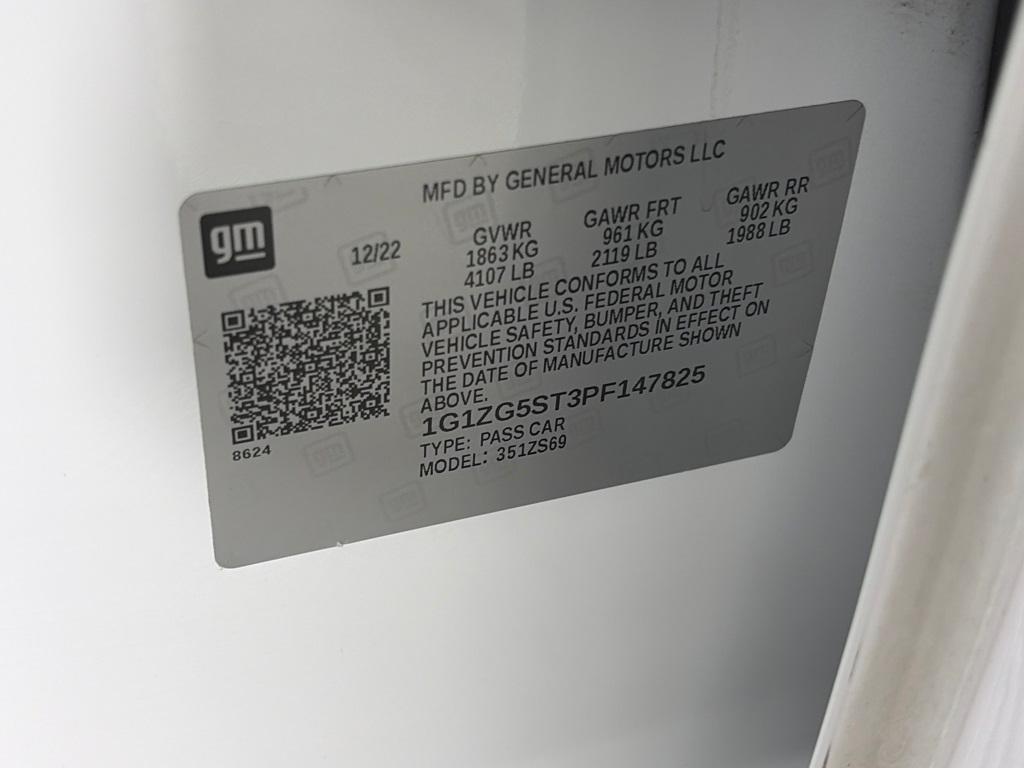 MFD BY GENERAL MOTORS LLC
gm
12/22
GVWR
1863 KG
4107 LB
GAWR FRT
961 KG
2119 LB
GAWR RR
902 KG
1988 LB
THIS VEHICLE CONFORMS TO ALL
APPLICABLE U.S. FEDERAL MOTOR
VEHICLE SAFETY, BUMPER, AND THEFT
PREVENTION STANDARDS IN EFFECT ON
THE DATE OF MANUFACTURE SHOWN
ABOVE.
1G1ZG5ST3PF147825
TYPE: PASS CAR
MODEL: 351ZS69
8624